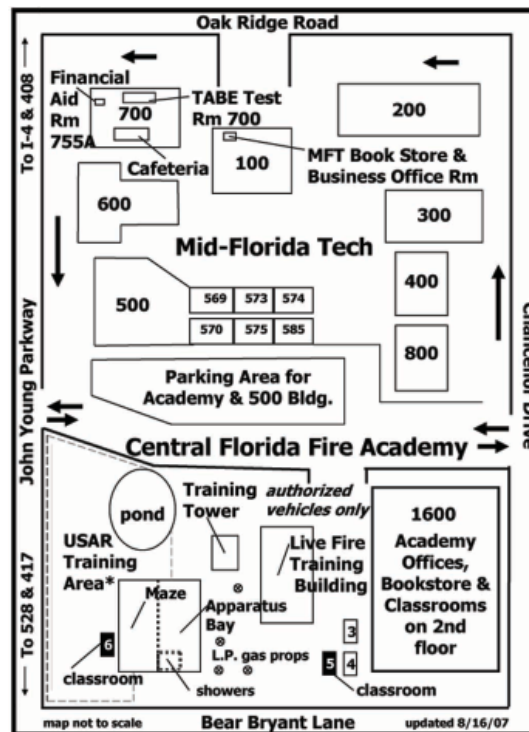 Oak Ridge Road
To I-4 & 408
Financial
Aid
Rm
755A
700
TABE Test
Rm 700
Cafeteria
100
200
MFT Book Store &
Business Office Rm
600
300
Mid-Florida Tech
400
500
569 573 574
570 575 585
800
Parking Area for
Academy & 500 Bldg.
John Young Parkway
Chancellor Drive
Central Florida Fire Academy
To 528 & 417
pond
Training
Tower
authorized
vehicles only
USAR
Training
Area*
Live Fire
Training
Building
1600
Academy
Offices,
Bookstore &
Classrooms
on 2nd
floor
Maze
Apparatus
Bay
6
classroom
showers
L.P. gas props
3
5
4
classroom
map not to scale
Bear Bryant Lane
updated 8/16/07